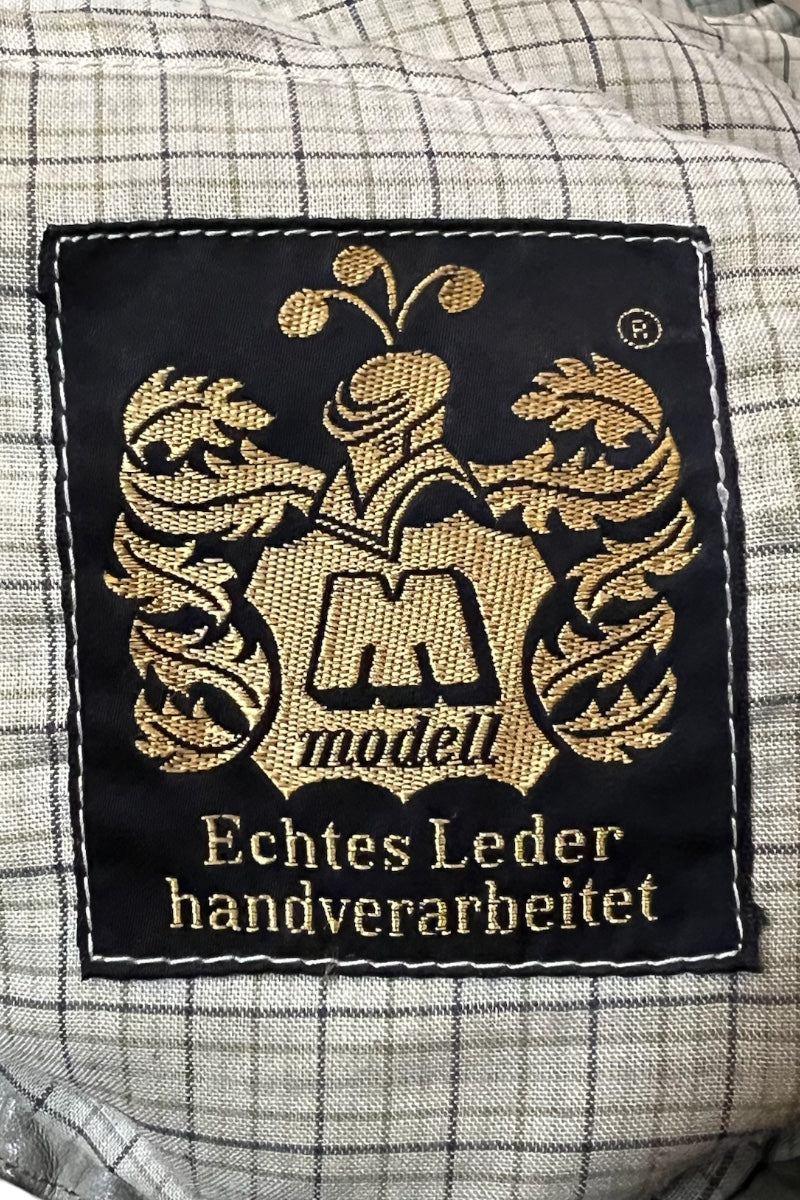 ®
M
modell
Echtes Leder
handverarbeitet